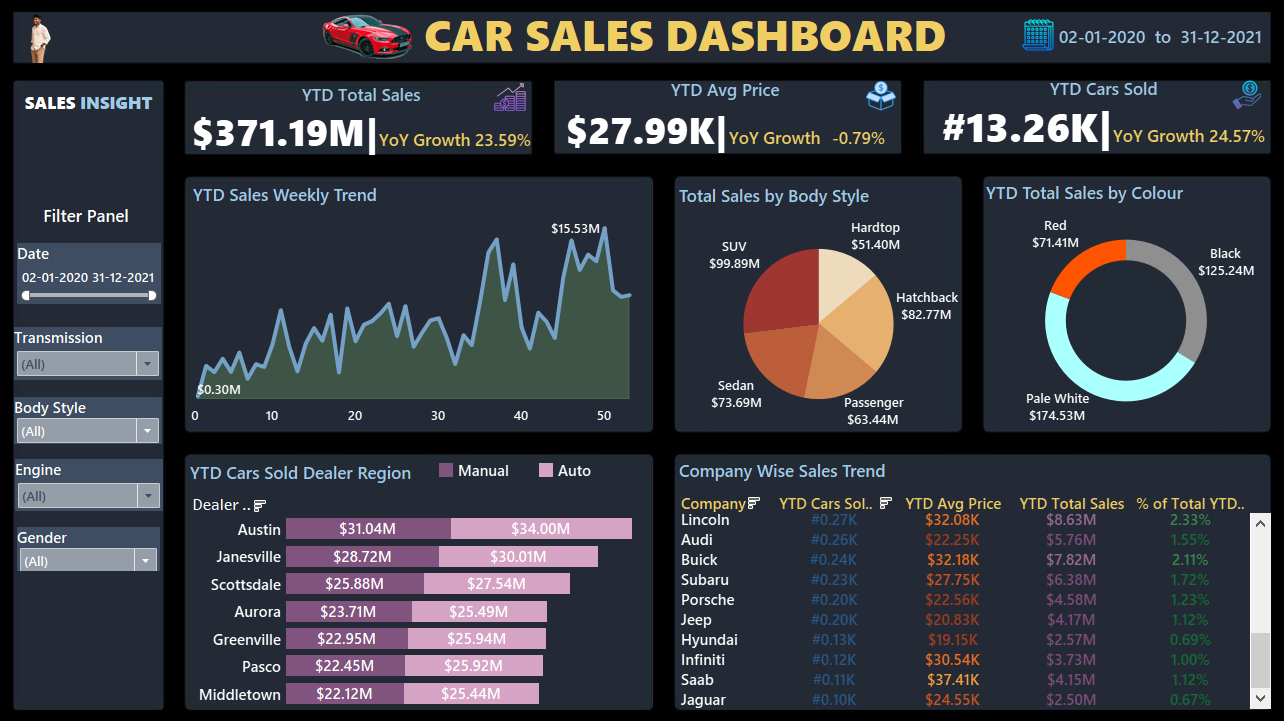 CAR SALES DASHBOARD
02-01-2020 to 31-12-2021
SALES INSIGHT
Filter Panel
Date
02-01-2020 31-12-2021
Transmission
(All)
Body Style
(All)
Engine
(All)
Gender
(All)
YTD Total Sales
$371.19M| YoY Growth 23.59%
YTD Avg Price
$27.99K| YoY Growth -0.79%
YTD Cars Sold
#13.26K| YoY Growth 24.57%
YTD Sales Weekly Trend
$15.53M
$0.30M
0 10 20 30 40 50
Total Sales by Body Style
Hardtop
$51.40M
SUV
$99.89M
Hatchback
$82.77M
Sedan
$73.69M
Passenger
$63.44M
YTD Total Sales by Colour
Red
$71.41M
Black
$125.24M
Pale White
$174.53M
YTD Cars Sold Dealer Region
Manual Auto
Dealer ..
Austin $31.04M $34.00M
Janesville $28.72M $30.01M
Scottsdale $25.88M $27.54M
Aurora $23.71M $25.49M
Greenville $22.95M $25.94M
Pasco $22.45M $25.92M
Middletown $22.12M $25.44M
Company Wise Sales Trend
Company YTD Cars Sol.. YTD Avg Price YTD Total Sales % of Total YTD..
Lincoln #0.27K $32.08K $8.63M 2.33%
Audi #0.26K $22.25K $5.76M 1.55%
Buick #0.24K $32.18K $7.82M 2.11%
Subaru #0.23K $27.75K $6.38M 1.72%
Porsche #0.20K $22.56K $4.58M 1.23%
Jeep #0.20K $20.83K $4.17M 1.12%
Hyundai #0.13K $19.15K $2.57M 0.69%
Infiniti #0.12K $30.54K $3.73M 1.00%
Saab #0.11K $37.41K $4.15M 1.12%
Jaguar #0.10K $24.55K $2.50M 0.67%